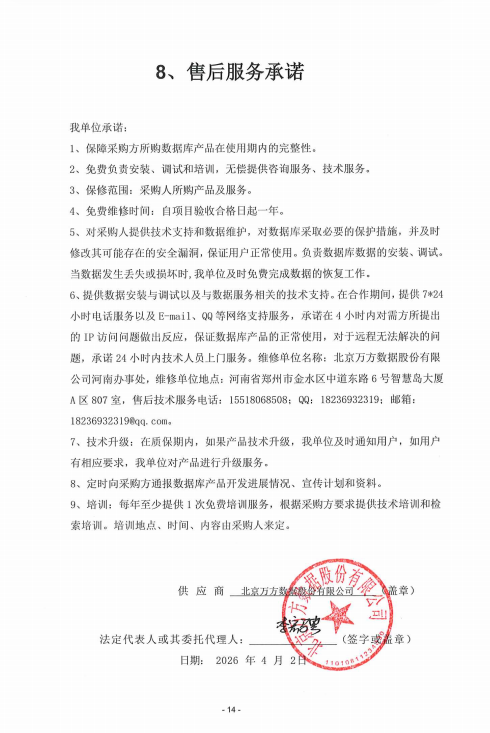 8、售后服务承诺
我单位承诺:
1、保障采购方所购数据库产品在使用期内的完整性。
2、免费负责安装、调试和培训，无偿提供咨询服务、技术服务。
3、保修范围：采购人所购产品及服务。
4、免费维修时间：自项目验收合格日起一年。
5、对采购人提供技术支持和数据维护，对数据库采取必要的保护措施，并及时
修改其可能存在的安全漏洞，保证用户正常使用。负责数据库数据的安装、调试。
当数据发生丢失或损坏时,我单位及时免费完成数据的恢复工作。
6、提供数据安装与调试以及与数据服务相关的技术支持。在合作期间，提供 7*24
小时电话服务以及 E-mail、QQ 等网络支持服务，承诺在 4 小时内对需方所提出
的 IP 访问问题做出反应，保证数据库产品的正常使用，对于远程无法解决的问
题，承诺 24 小时内技术人员上门服务。维修单位名称：北京万方数据股份有限
公司河南办事处，维修单位地点：河南省郑州市金水区中道东路 6 号智慧岛大厦
A 区 807 室，售后技术服务电话：15518068508；QQ：18236932319；邮箱：
18236932319@qq.com。
7、技术升级：在质保期内，如果产品技术升级，我单位及时通知用户，如用户
有相应要求，我单位对产品进行升级服务。
8、定时向采购方通报数据库产品开发进展情况、宣传计划和资料。
9、培训：每年至少提供 1 次免费培训服务，根据采购方要求提供技术培训和检
索培训。培训地点、时间、内容由采购人来定。
供 应 商 北京万方数据股份有限公司 （盖章）
北京万方数据股份有限公司
法定代表人或其委托代理人： （签字或盖章）
日期： 2026 年 4 月 2 日
- 14 -